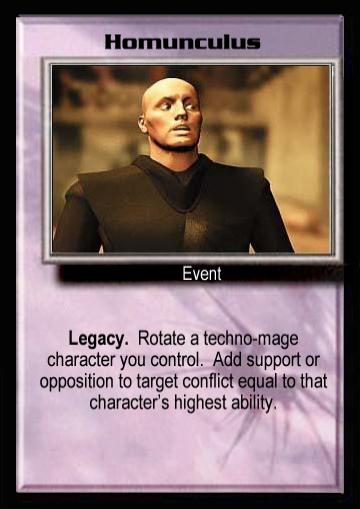 Homunculus
Event
Legacy. Rotate a techno-mage
character you control. Add support or
opposition to target conflict equal to that
character's highest ability.